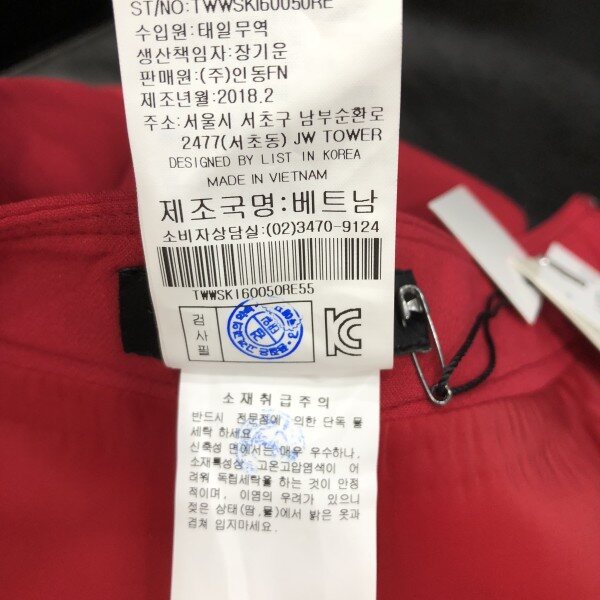 ST/NO:TWWSKI60050RE
수입원:태일무역
생산책임자:장기운
판매원:(주)인동FN
제조년월:2018.2
주소:서울시 서초구 남부순환로
2477(서초동) JW TOWER
DESIGNED BY LIST IN KOREA
MADE IN VIETNAM
제조국명:베트남
소비자상담실:(02)3470-9124
TWWSKI60050RE55
검
사
필
KC
소재취급주의
반드시 전문점에 의한 단독 물
세탁 하세요.
신축성 면에서는 매우 우수하나,
소재특성상 고온고압염색이 어
려워 독립세탁을 하는 것이 안정
적이며, 이염의 우려가 있으니
젖은 상태(땀,물)에서 밝은 옷과
겹쳐 입지마세요.